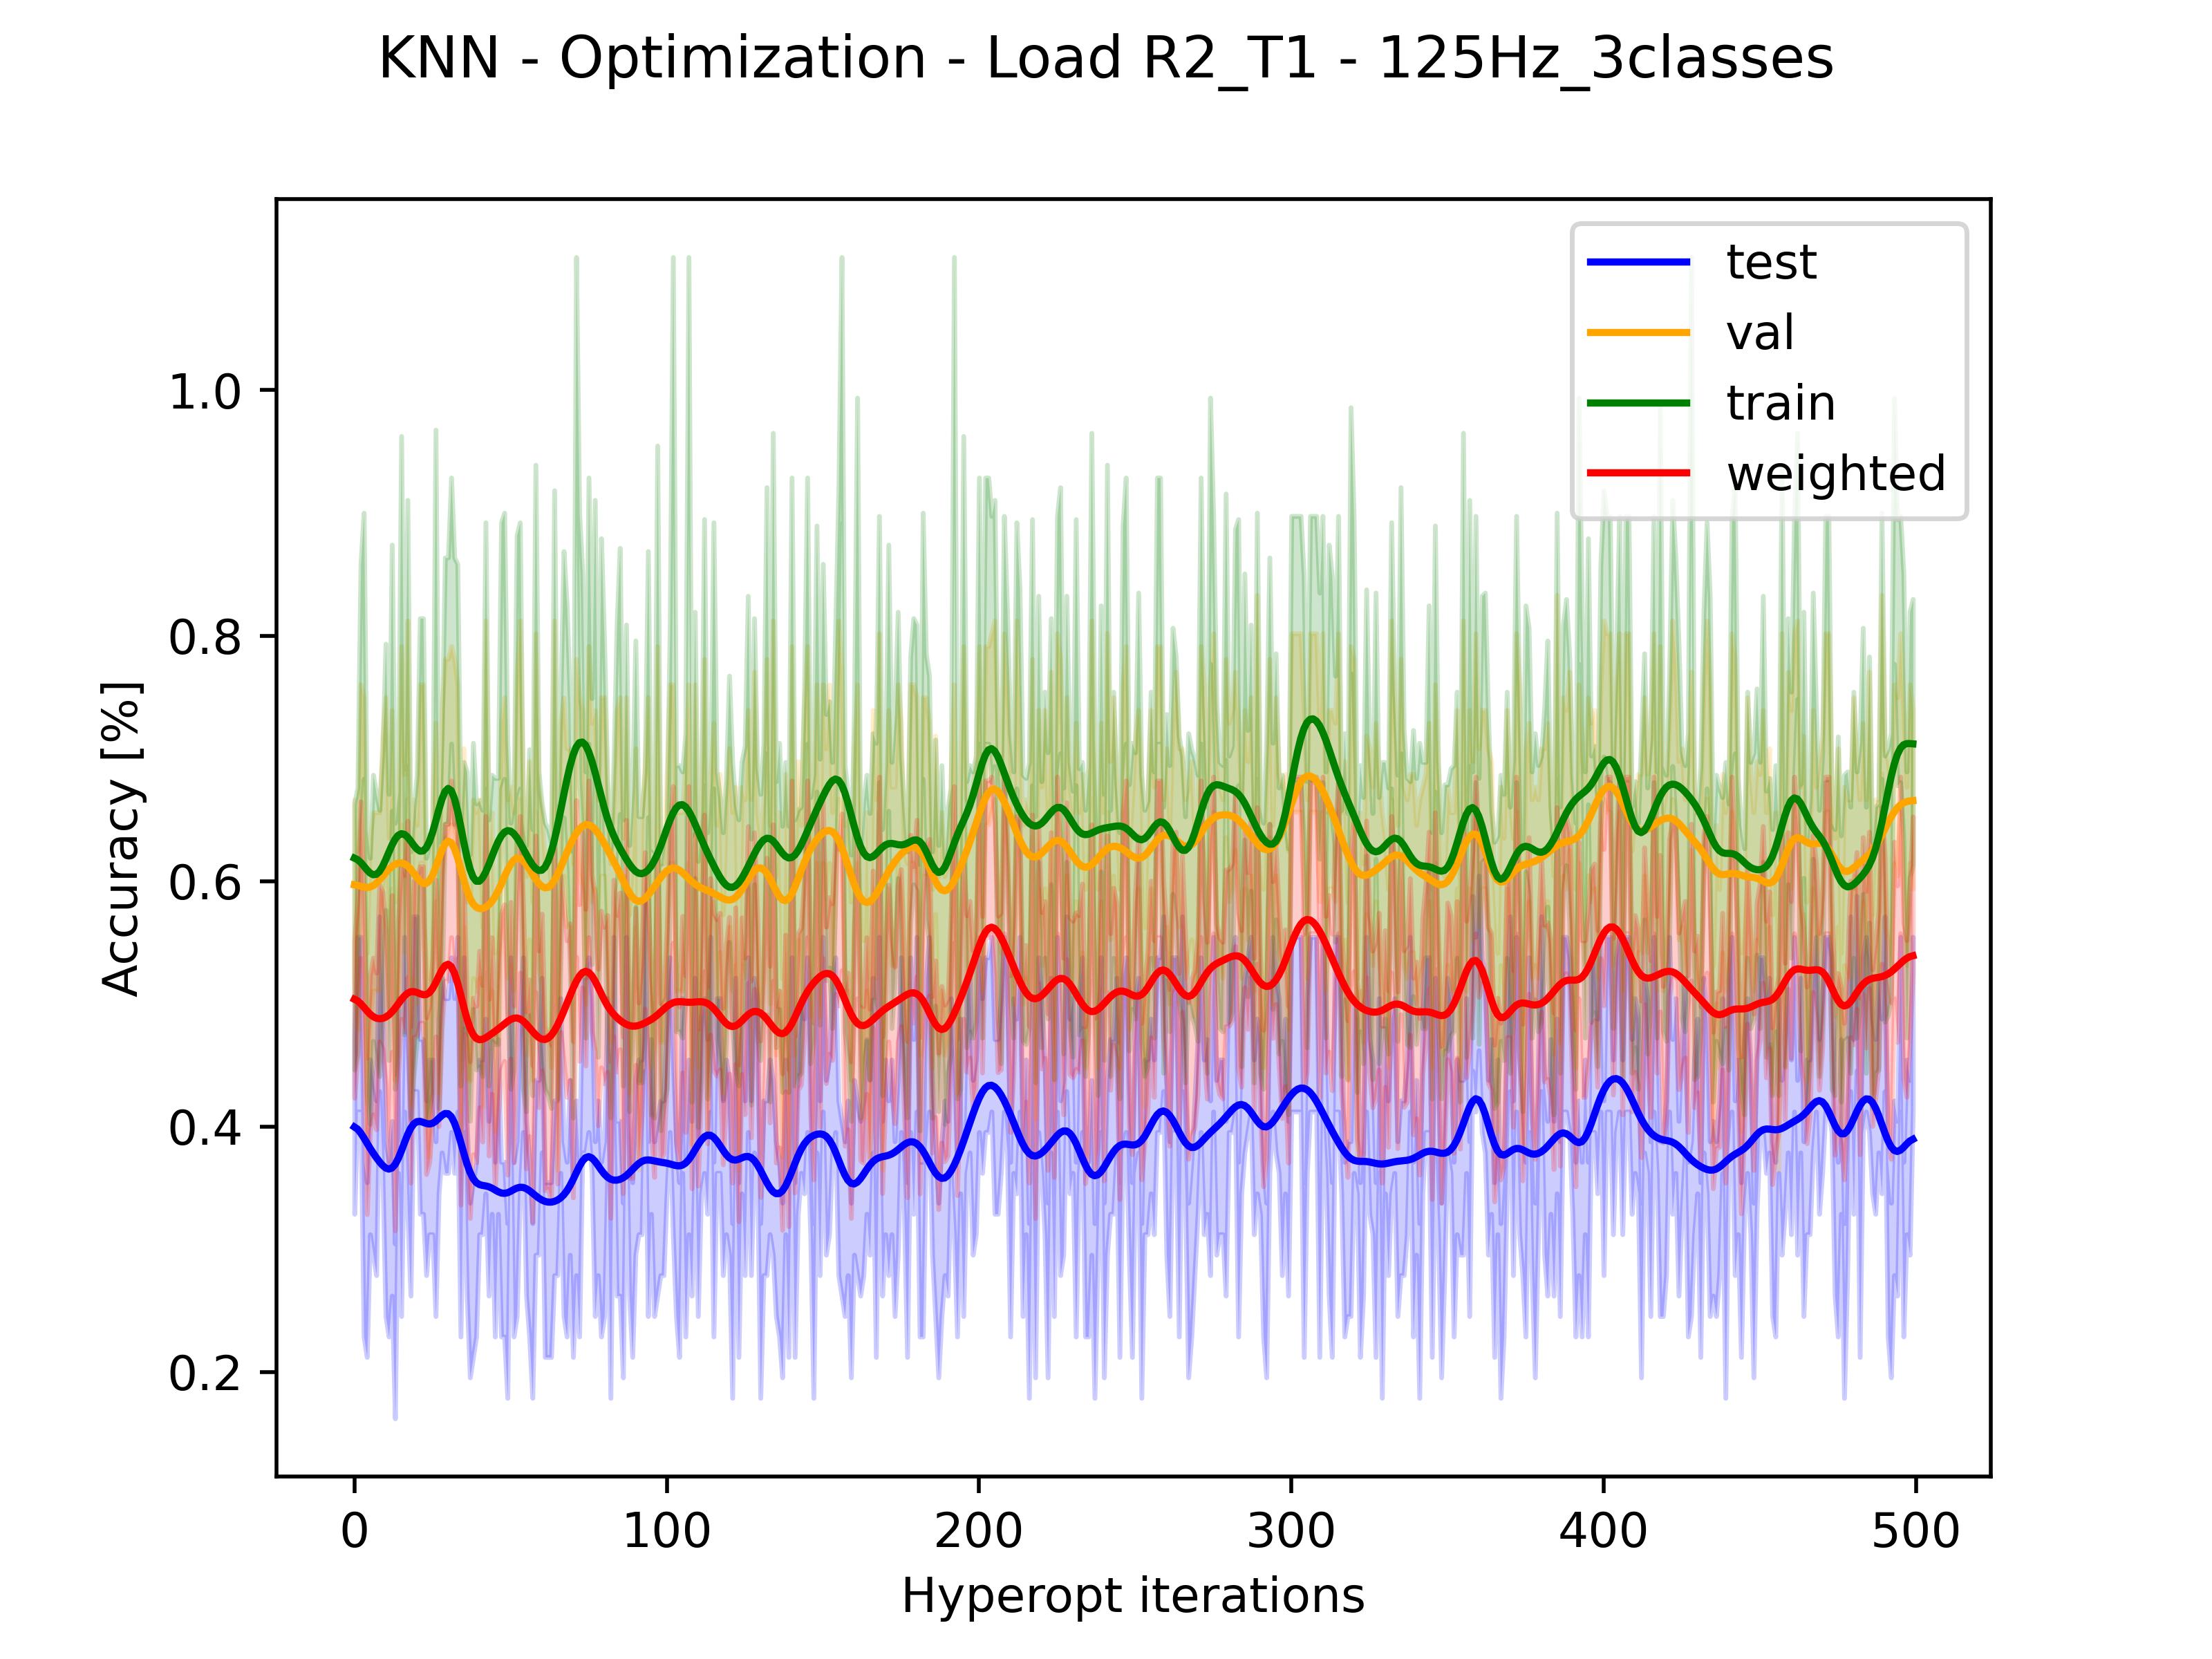 KNN - Optimization - Load R2_T1 - 125Hz_3classes
test
val
train
weighted
Accuracy [%]
1.0
0.8
0.6
0.4
0.2
0 100 200 300 400 500
Hyperopt iterations